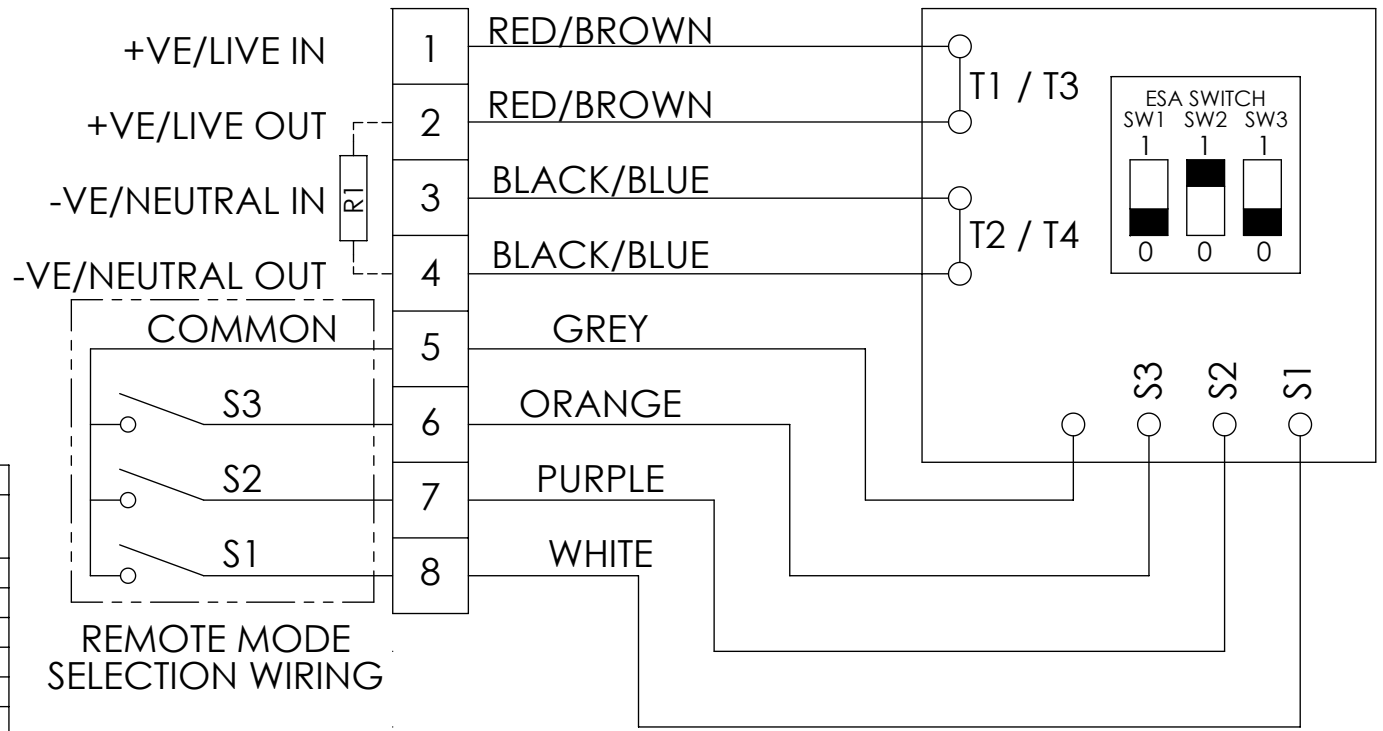 +VE/LIVE IN
1
RED/BROWN
T1 / T3
+VE/LIVE OUT
2
RED/BROWN
ESA SWITCH
SW1 SW2 SW3
1 1 1
0 0 0
-VE/NEUTRAL IN
R1
3
BLACK/BLUE
T2 / T4
-VE/NEUTRAL OUT
4
BLACK/BLUE
COMMON
5
GREY
S3
6
ORANGE
S2
7
PURPLE
S1
8
WHITE
S3 S2 S1
REMOTE MODE
SELECTION WIRING